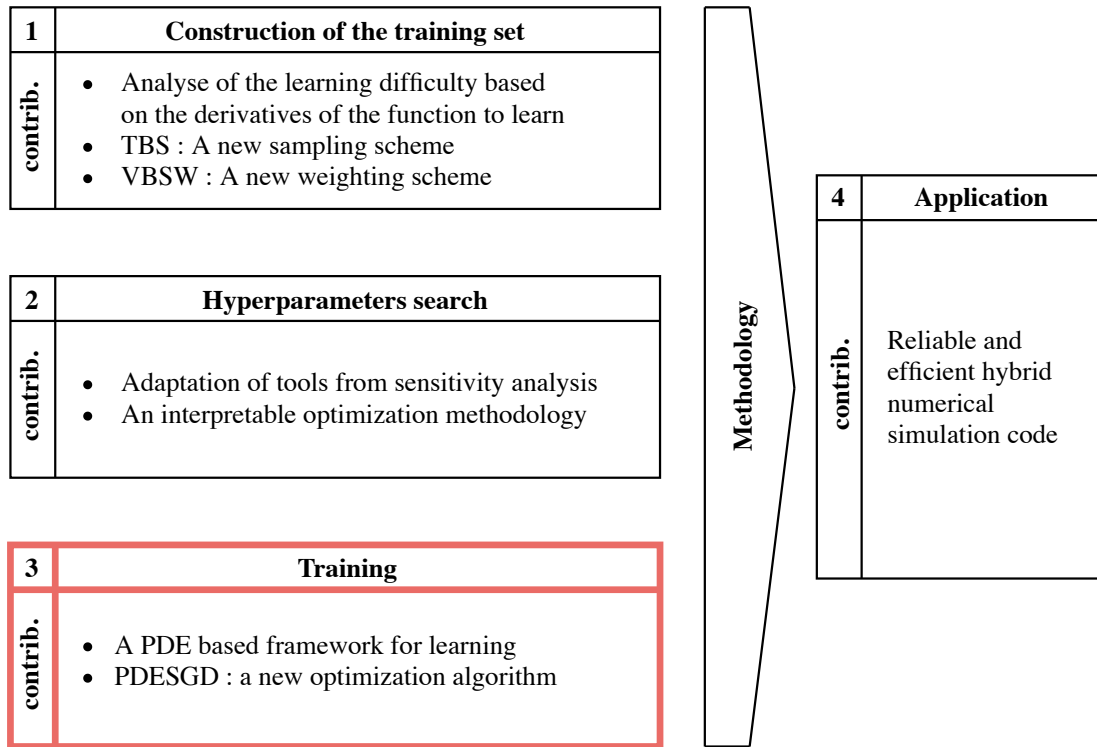 1 Construction of the training set
contrib.
• Analyse of the learning difficulty based
on the derivatives of the function to learn
• TBS : A new sampling scheme
• VBSW : A new weighting scheme
2 Hyperparameters search
contrib.
• Adaptation of tools from sensitivity analysis
• An interpretable optimization methodology
3 Training
contrib.
• A PDE based framework for learning
• PDESGD : a new optimization algorithm
Methodology
4 Application
contrib.
Reliable and
efficient hybrid
numerical
simulation code